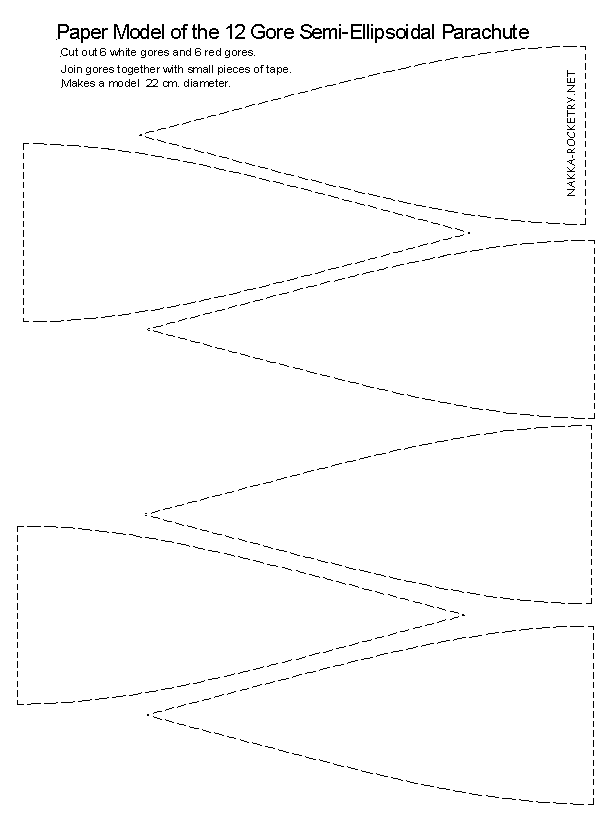 Paper Model of the 12 Gore Semi-Ellipsoidal Parachute
Cut out 6 white gores and 6 red gores.
Join gores together with small pieces of tape.
Makes a model 22 cm. diameter.
NAKKA-ROCKETRY.NET